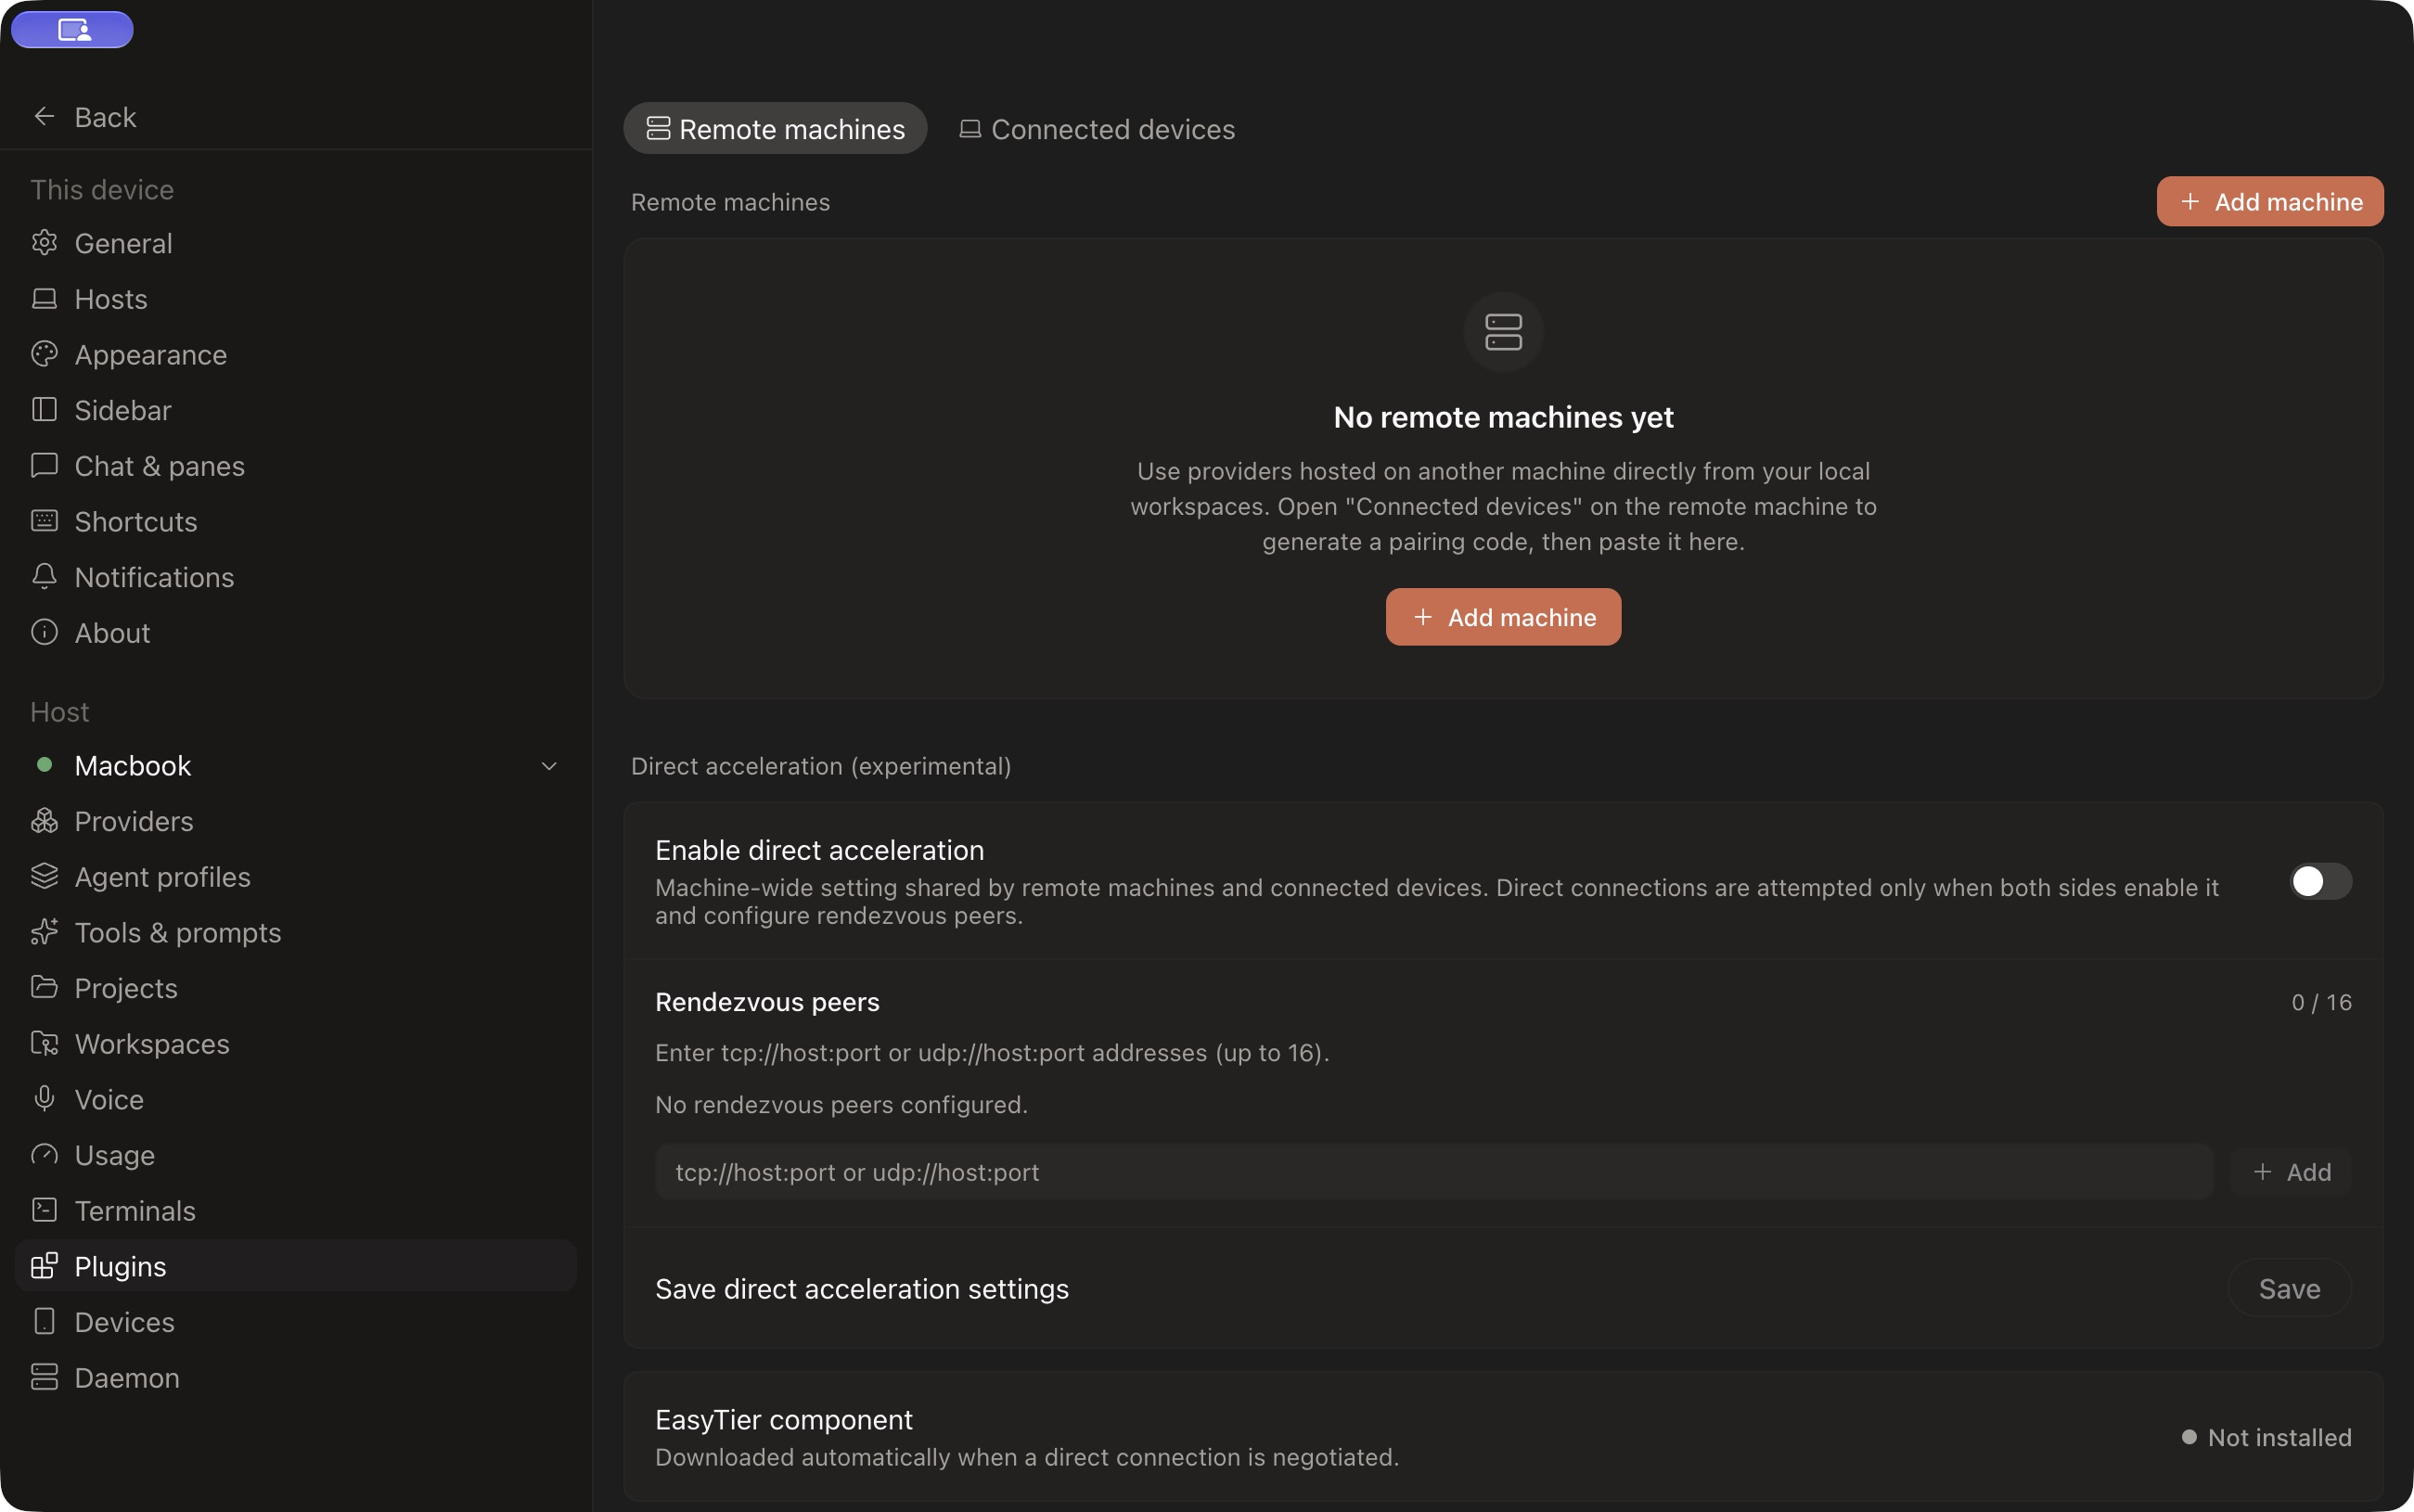 Back
This device
General
Hosts
Appearance
Sidebar
Chat & panes
Shortcuts
Notifications
About
Host
Macbook
Providers
Agent profiles
Tools & prompts
Projects
Workspaces
Voice
Usage
Terminals
Plugins
Devices
Daemon
Remote machines
Connected devices
Remote machines
+ Add machine
No remote machines yet
Use providers hosted on another machine directly from your local
workspaces. Open "Connected devices" on the remote machine to
generate a pairing code, then paste it here.
+ Add machine
Direct acceleration (experimental)
Enable direct acceleration
Machine-wide setting shared by remote machines and connected devices. Direct connections are attempted only when both sides enable it
and configure rendezvous peers.
Rendezvous peers
0 / 16
Enter tcp://host:port or udp://host:port addresses (up to 16).
No rendezvous peers configured.
tcp://host:port or udp://host:port
+ Add
Save direct acceleration settings
Save
EasyTier component
Not installed
Downloaded automatically when a direct connection is negotiated.